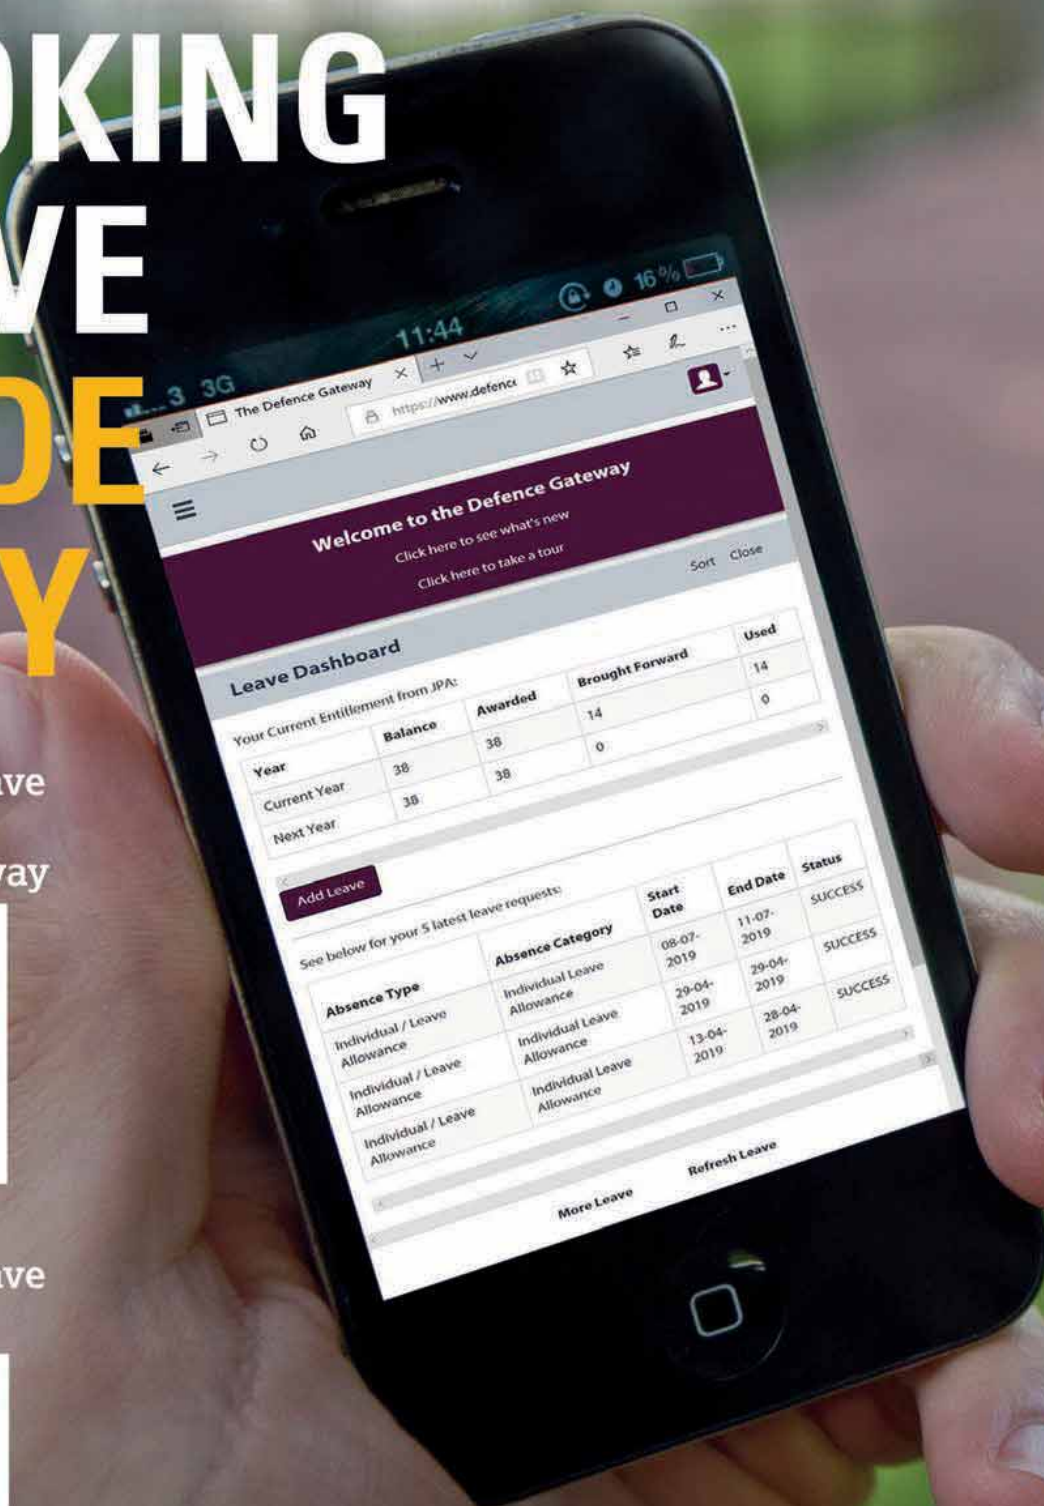 OKING
VE
DE
Y
ve
way
ve
3 3G
11:44
16%
The Defence Gateway
https://www.defence
Welcome to the Defence Gateway
Click here to see what's new
Click here to take a tour
Leave Dashboard
Sort Close
Your Current Entitlement from JPA:
Year Balance Awarded Brought Forward Used
Current Year 38 38 14 14
Next Year 38 38 0 0
Add Leave
See below for your 5 latest leave requests:
Absence Type Absence Category Start Date End Date Status
Individual / Leave Allowance Individual Leave Allowance 08-07-2019 11-07-2019 SUCCESS
Individual / Leave Allowance Individual Leave Allowance 29-04-2019 29-04-2019 SUCCESS
Individual / Leave Allowance Individual Leave Allowance 13-04-2019 28-04-2019 SUCCESS
More Leave Refresh Leave